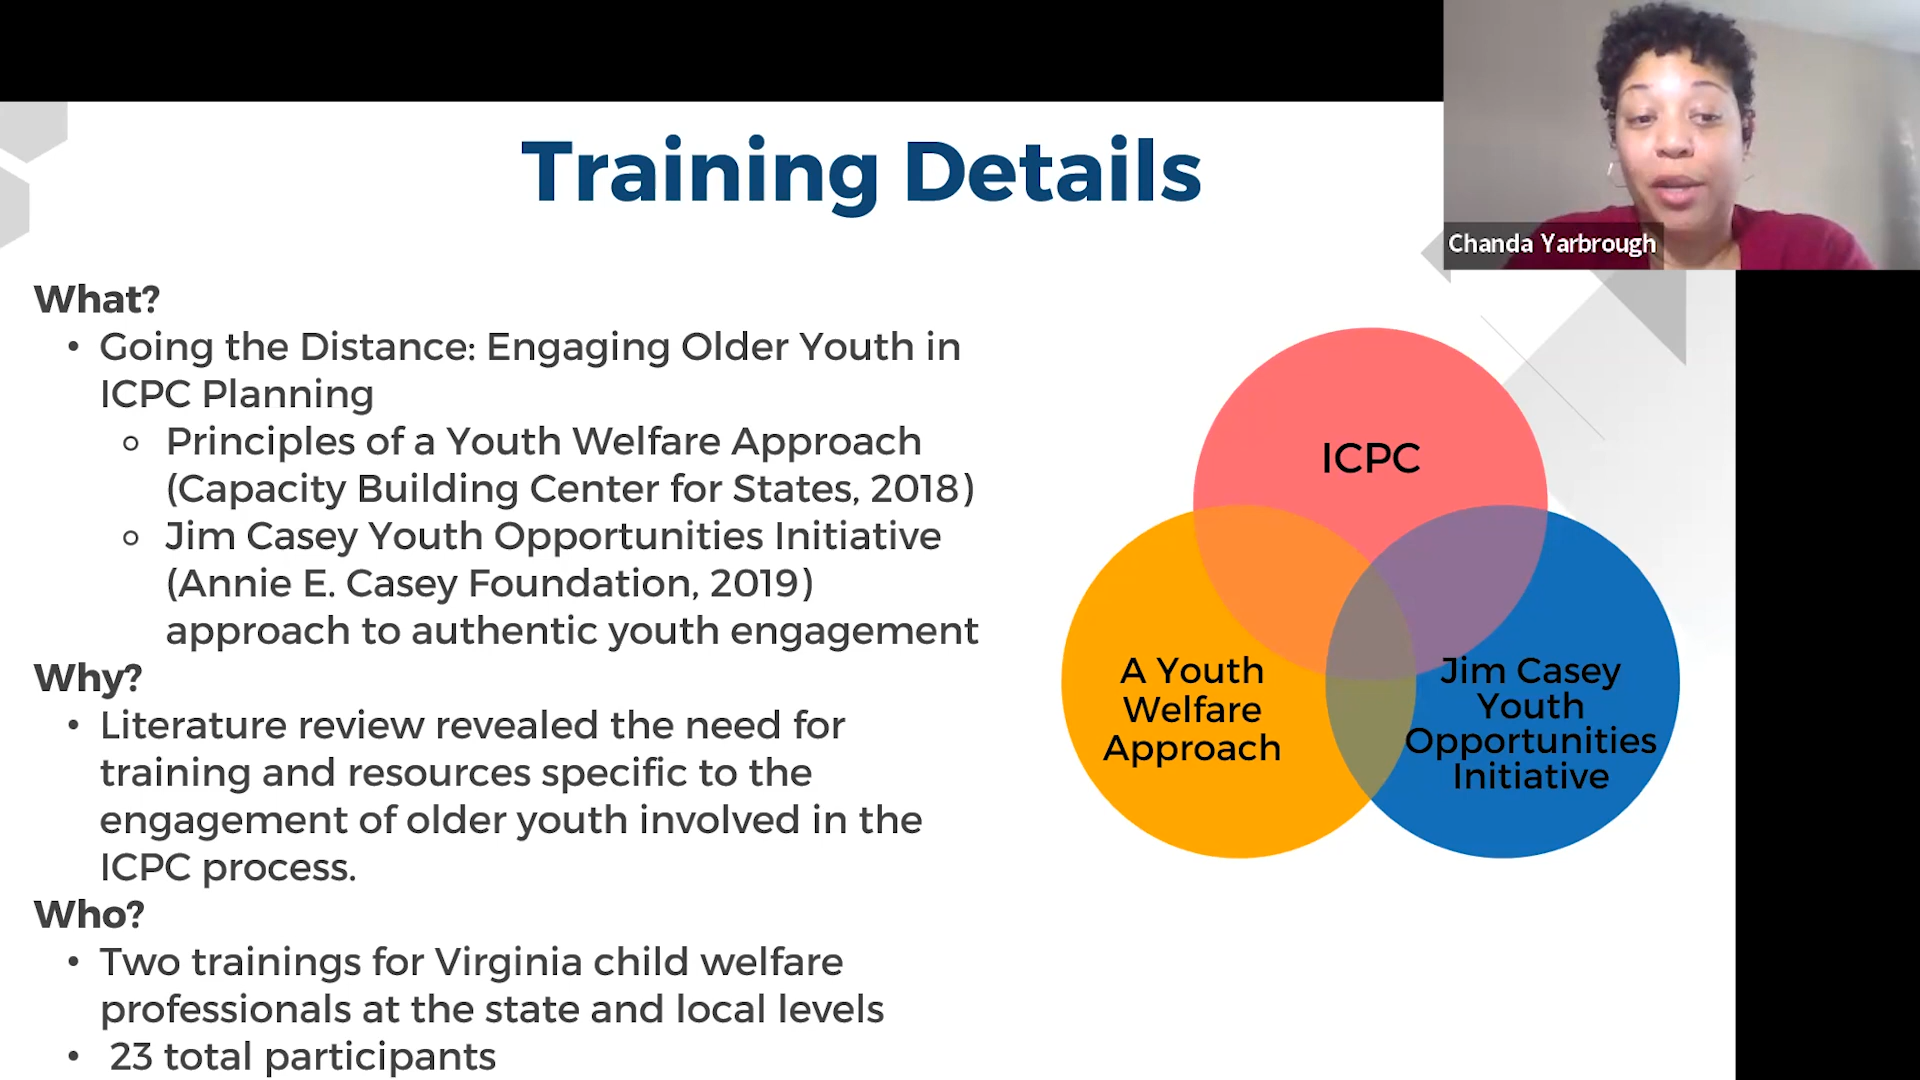 Training Details
Chanda Yarbrough
What?
• Going the Distance: Engaging Older Youth in
ICPC Planning
○ Principles of a Youth Welfare Approach
(Capacity Building Center for States, 2018)
○ Jim Casey Youth Opportunities Initiative
(Annie E. Casey Foundation, 2019)
approach to authentic youth engagement
Why?
• Literature review revealed the need for
training and resources specific to the
engagement of older youth involved in the
ICPC process.
Who?
• Two trainings for Virginia child welfare
professionals at the state and local levels
• 23 total participants
ICPC
A Youth
Welfare
Approach
Jim Casey
Youth
Opportunities
Initiative